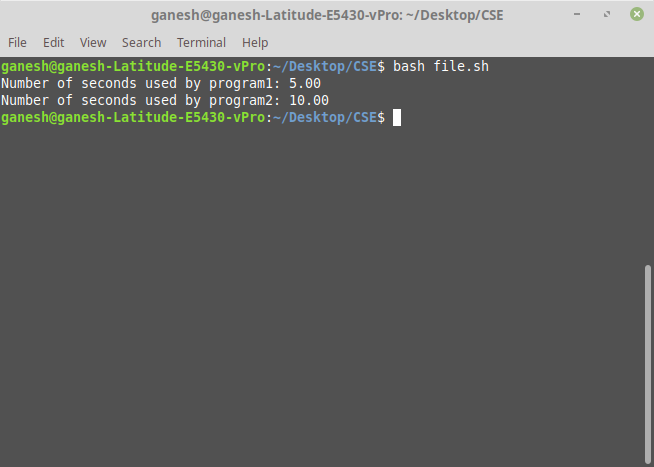 ganesh@ganesh-Latitude-E5430-vPro: ~/Desktop/CSE
File Edit View Search Terminal Help
ganesh@ganesh-Latitude-E5430-vPro:~/Desktop/CSE$ bash file.sh
Number of seconds used by program1: 5.00
Number of seconds used by program2: 10.00
ganesh@ganesh-Latitude-E5430-vPro:~/Desktop/CSE$